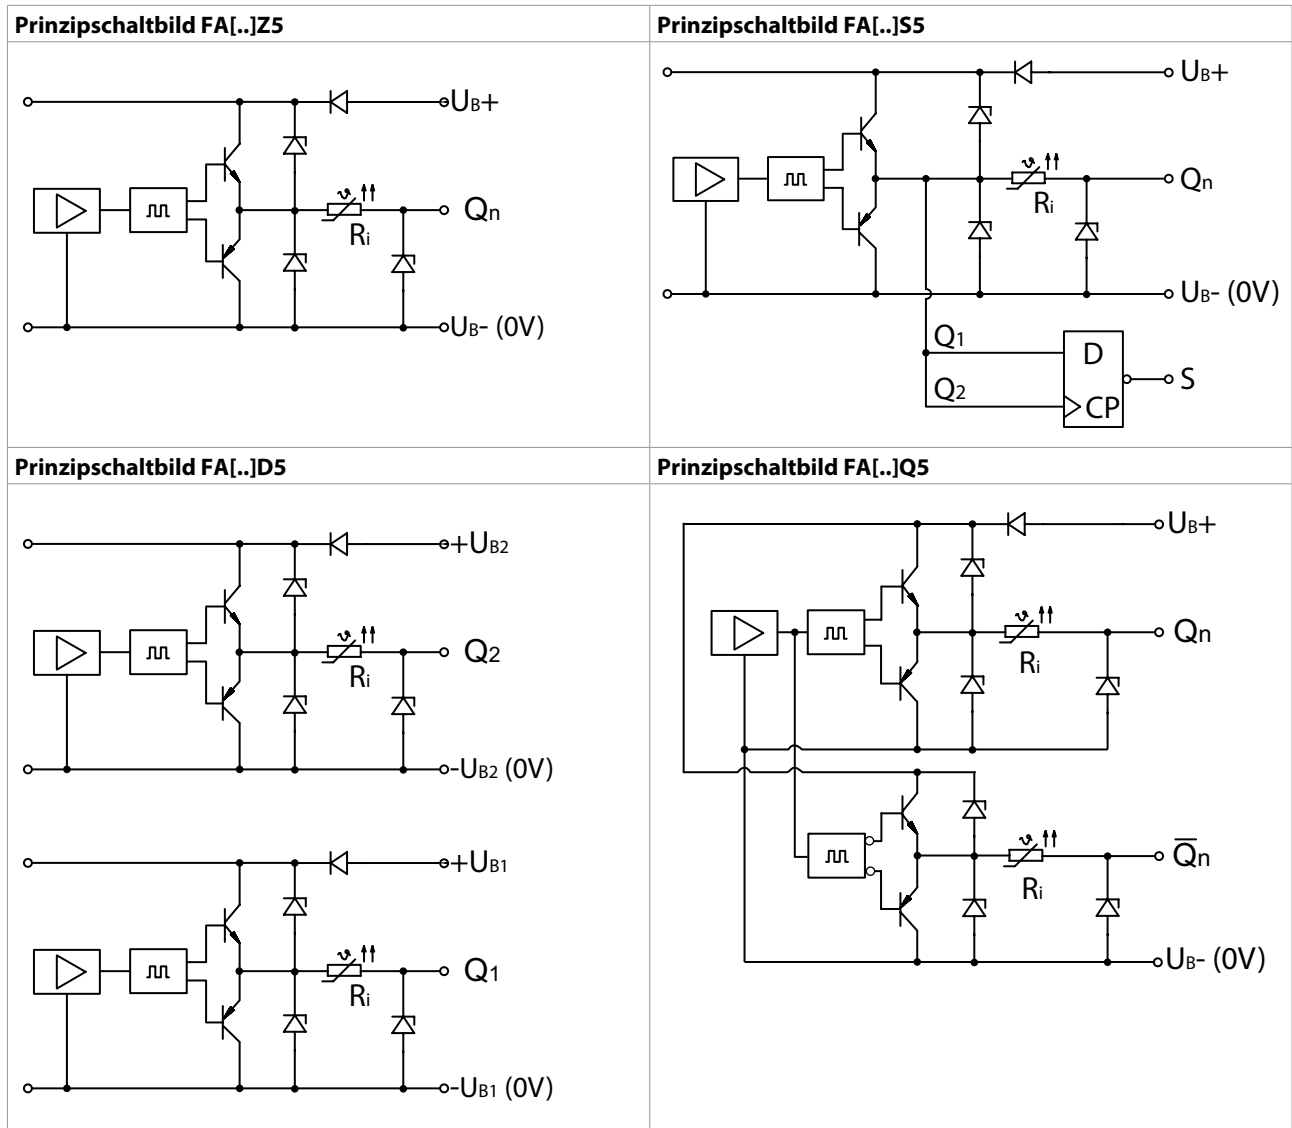 Prinzipschaltbild FA[..]Z5
UB+
Qn
Ri
UB- (0V)
Prinzipschaltbild FA[..]S5
UB+
Qn
Ri
UB- (0V)
Q1
D
S
Q2
CP
Prinzipschaltbild FA[..]D5
+UB2
Q2
Ri
-UB2 (0V)
+UB1
Q1
Ri
-UB1 (0V)
Prinzipschaltbild FA[..]Q5
UB+
Qn
Ri
Q̅n
Ri
UB- (0V)